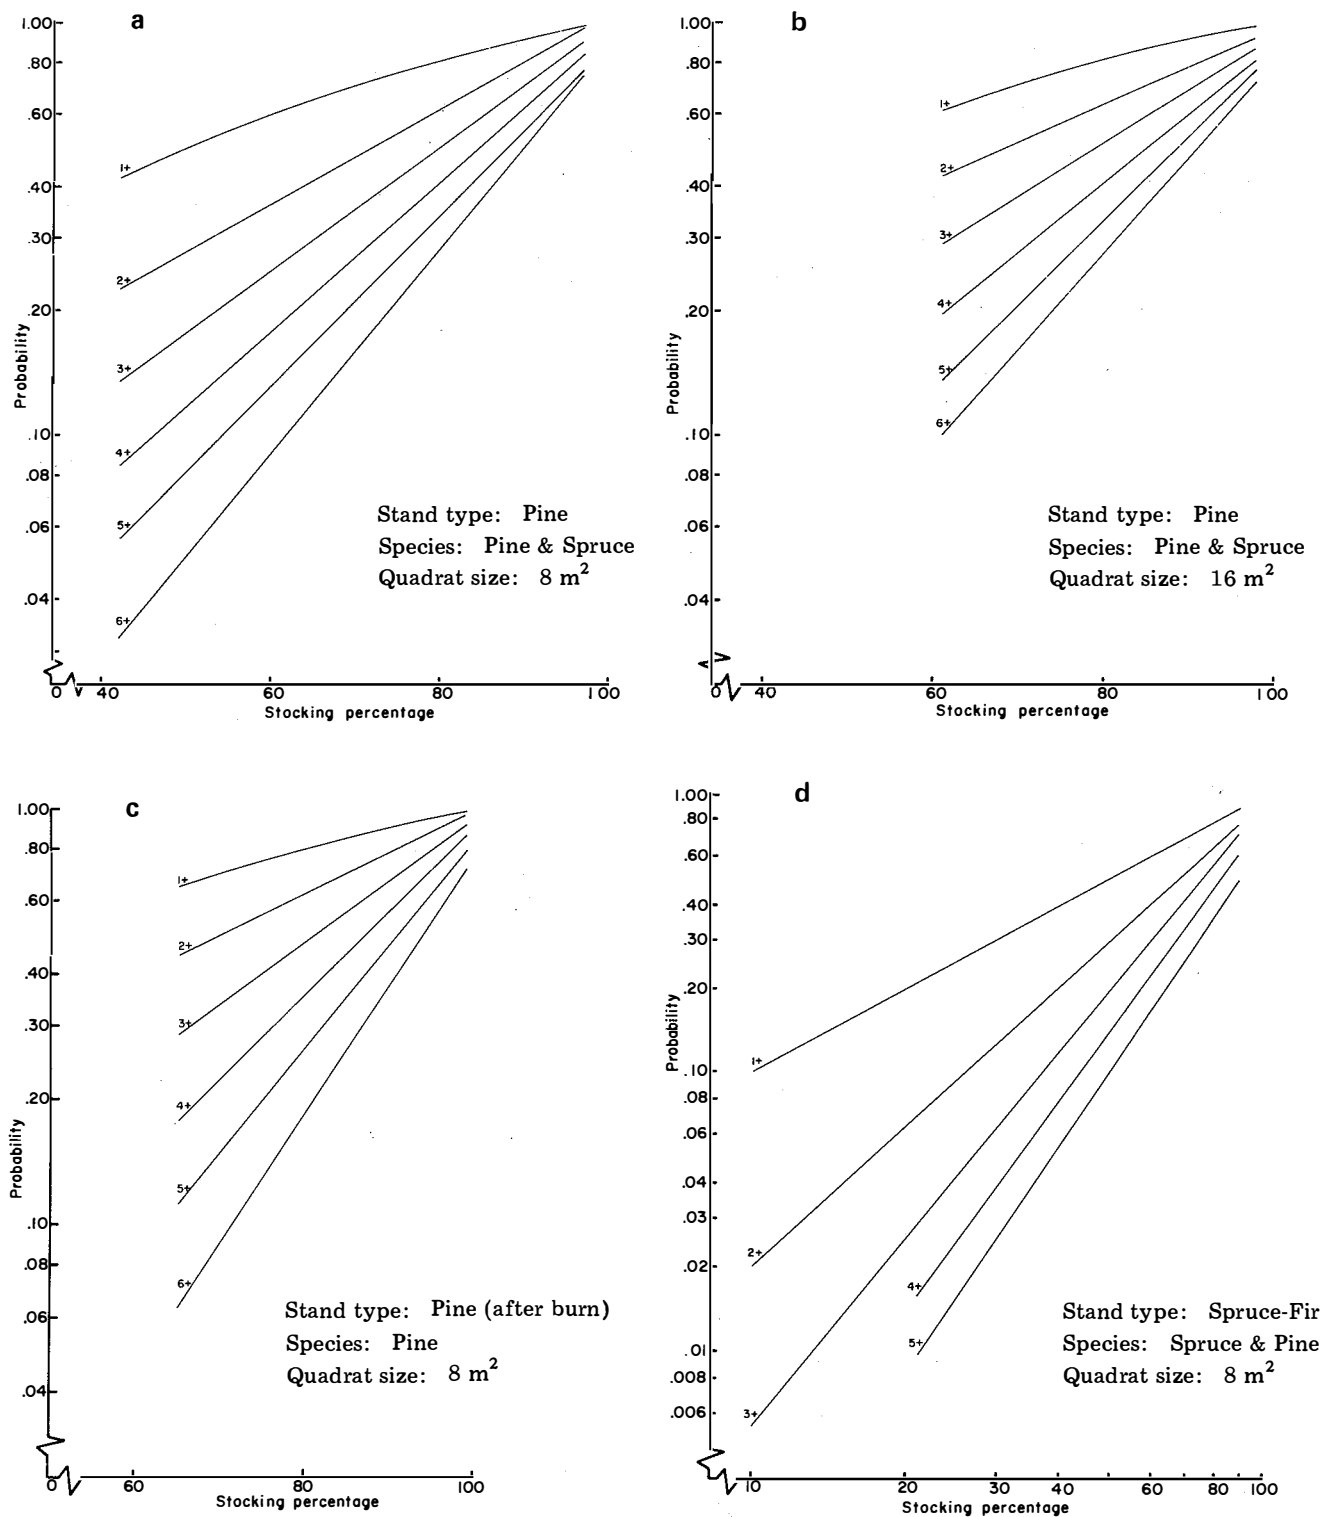 a
1.00
.80
.60
.40
.30
.20
.10
.08
.06
.04
Probability
1+
2+
3+
4+
5+
6+
Stand type: Pine
Species: Pine & Spruce
Quadrat size: 8 m²
0 40 60 80 100
Stocking percentage
b
1.00
.80
.60
.40
.30
.20
.10
.08
.06
.04
Probability
1+
2+
3+
4+
5+
6+
Stand type: Pine
Species: Pine & Spruce
Quadrat size: 16 m²
0 40 60 80 100
Stocking percentage
c
1.00
.80
.60
.40
.30
.20
.10
.08
.06
.04
Probability
1+
2+
3+
4+
5+
6+
Stand type: Pine (after burn)
Species: Pine
Quadrat size: 8 m²
0 60 80 100
Stocking percentage
d
1.00
.80
.60
.40
.30
.20
.10
.08
.06
.04
.03
.02
.01
.008
.006
Probability
1+
2+
3+
4+
5+
Stand type: Spruce-Fir
Species: Spruce & Pine
Quadrat size: 8 m²
10 20 30 40 60 80 100
Stocking percentage